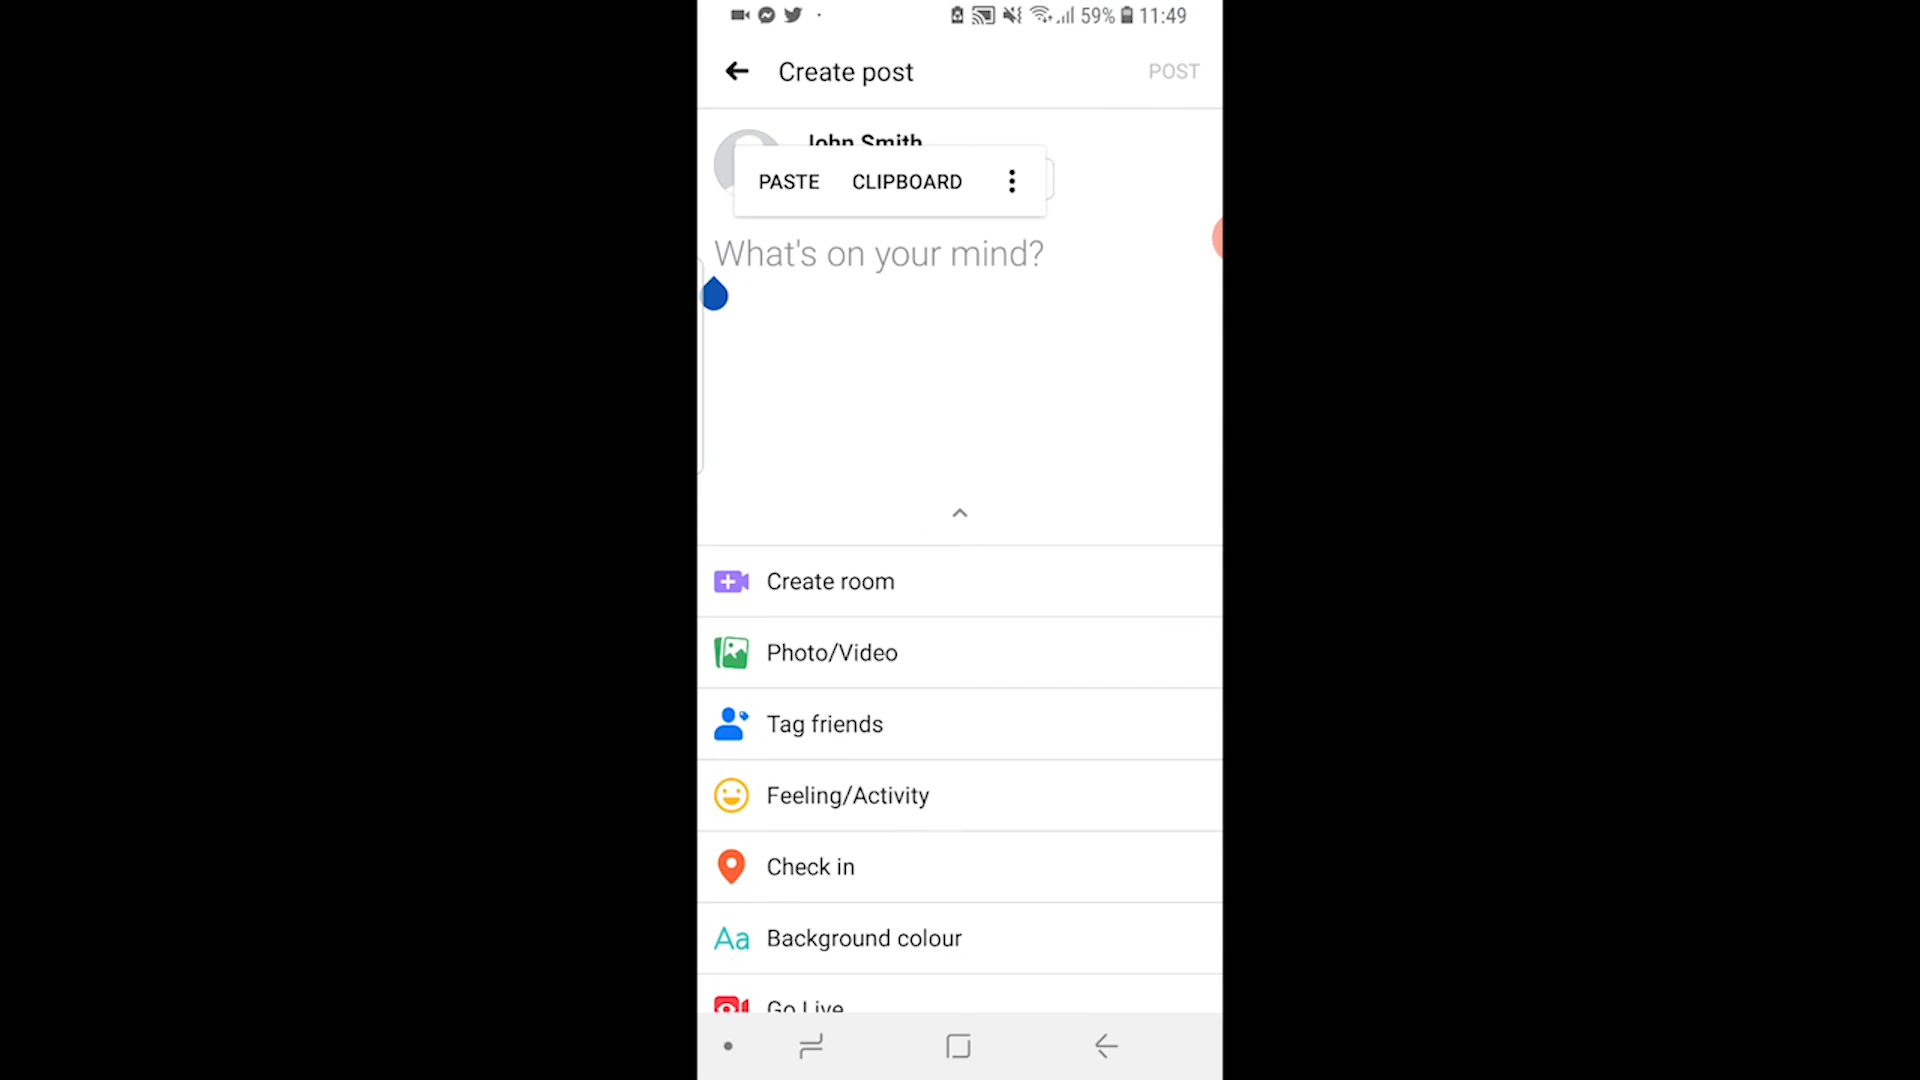 59% 11:49
Create post POST
John Smith
PASTE CLIPBOARD
What's on your mind?
Create room
Photo/Video
Tag friends
Feeling/Activity
Check in
Aa Background colour
Go Live